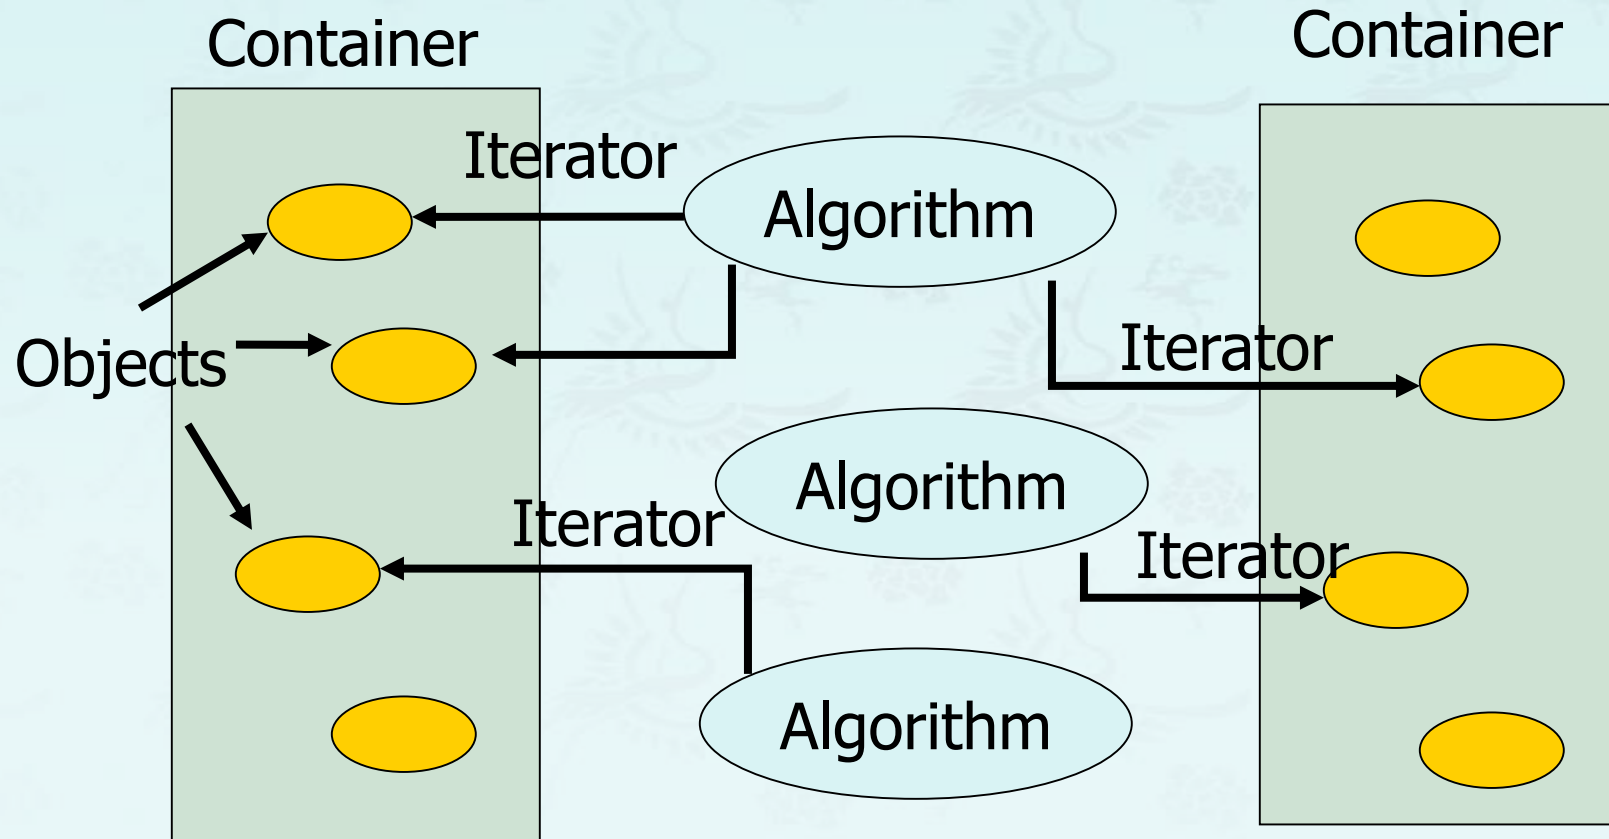 Container
Container
Iterator
Algorithm
Iterator
Objects
Algorithm
Iterator
Iterator
Algorithm